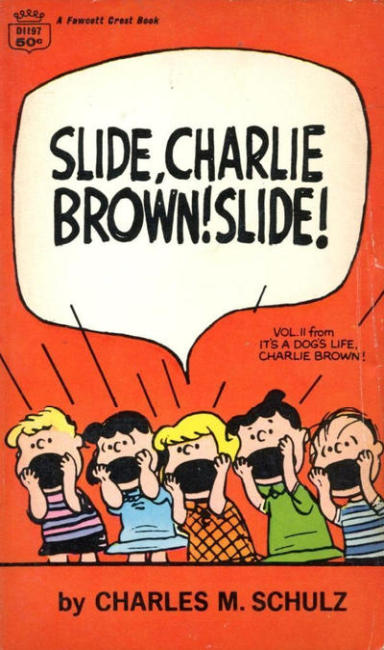 A Fawcett Crest Book
D1197
50¢
SLIDE, CHARLIE
BROWN! SLIDE!
VOL. II from
IT'S A DOG'S LIFE,
CHARLIE BROWN!
by CHARLES M. SCHULZ